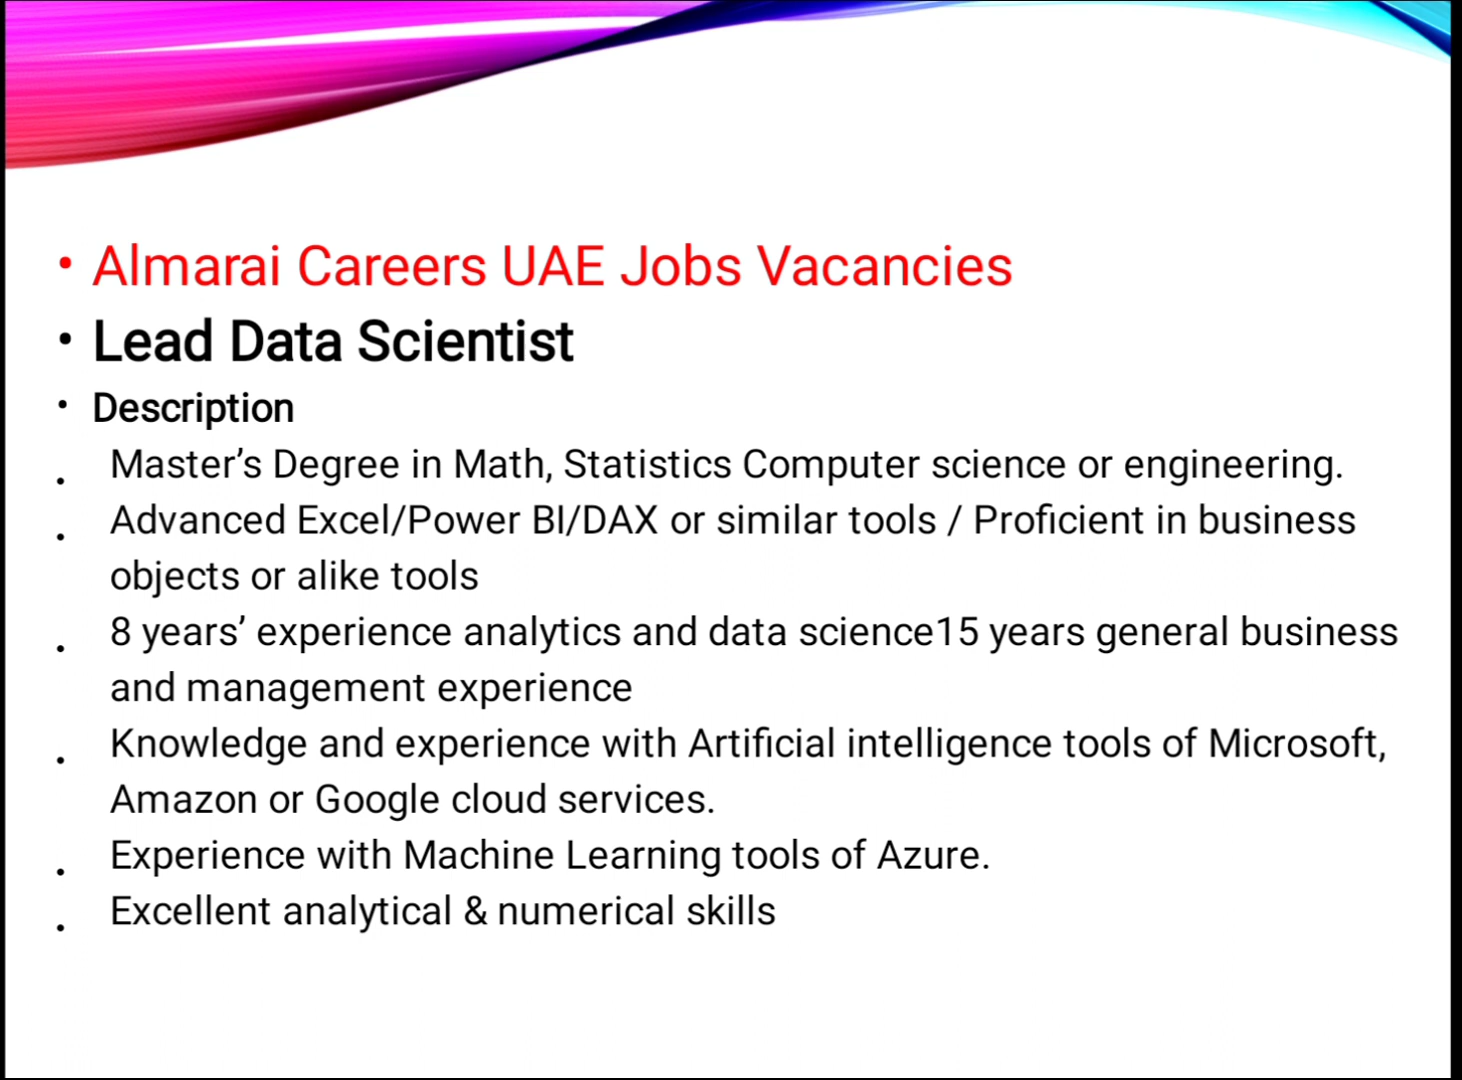 • Almarai Careers UAE Jobs Vacancies
• Lead Data Scientist
• Description
• Master’s Degree in Math, Statistics Computer science or engineering.
• Advanced Excel/Power BI/DAX or similar tools / Proficient in business
objects or alike tools
• 8 years’ experience analytics and data science15 years general business
and management experience
• Knowledge and experience with Artificial intelligence tools of Microsoft,
Amazon or Google cloud services.
• Experience with Machine Learning tools of Azure.
• Excellent analytical & numerical skills